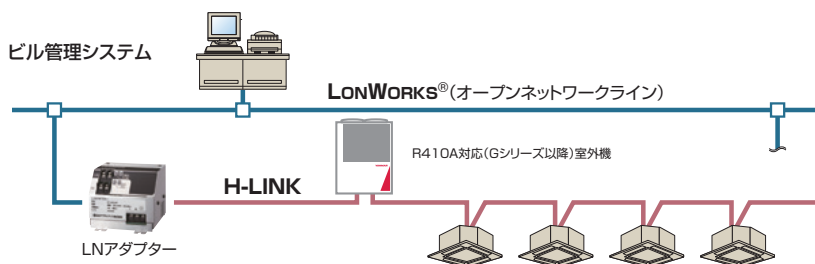 ビル管理システム
LONWORKS®(オープンネットワークライン)
R410A対応(Gシリーズ以降)室外機
H-LINK
LNアダプター